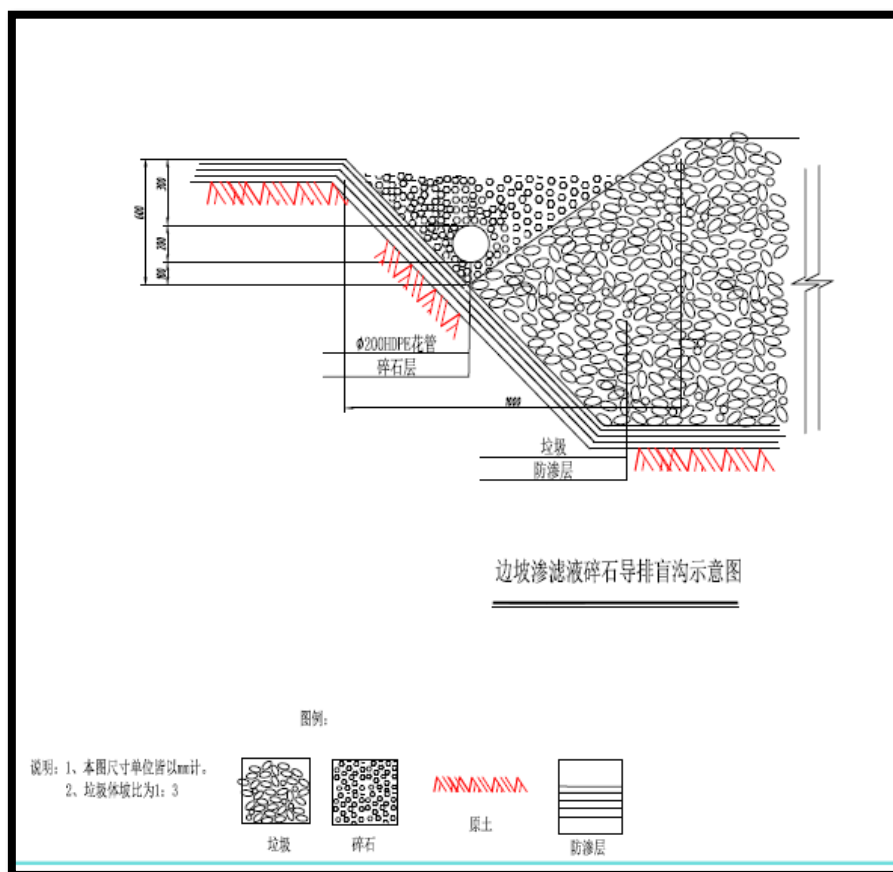 300
600
200
100
Φ200HDPE花管
碎石层
1000
垃圾
防渗层
边坡渗滤液碎石导排盲沟示意图
图例:
说明: 1、本图尺寸单位皆以mm计。
2、垃圾体坡比为1: 3
垃圾
碎石
原土
防渗层